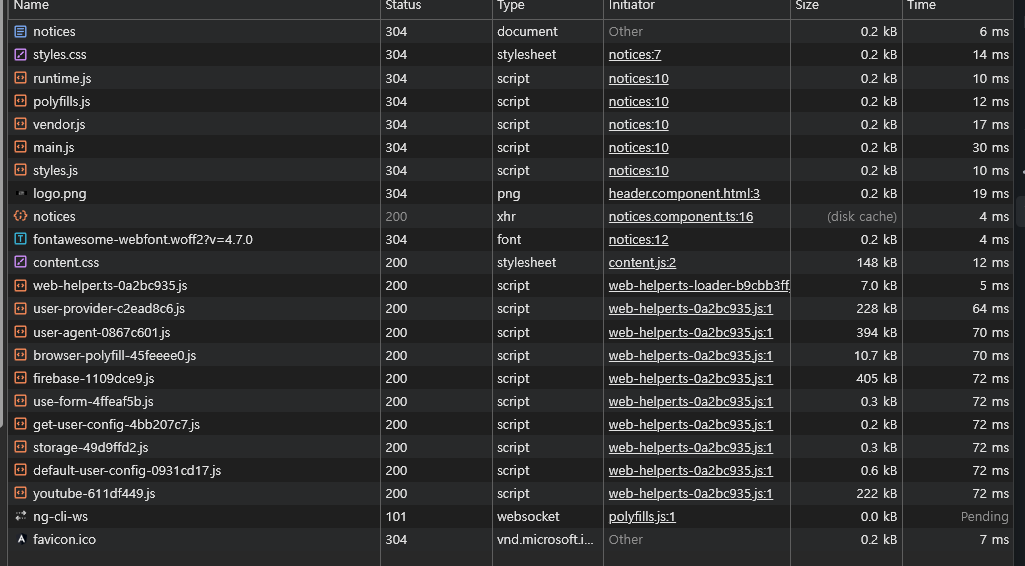 Name Status Type Initiator Size Time
notices 304 document Other 0.2 kB 6 ms
styles.css 304 stylesheet notices:7 0.2 kB 14 ms
runtime.js 304 script notices:10 0.2 kB 10 ms
polyfills.js 304 script notices:10 0.2 kB 12 ms
vendor.js 304 script notices:10 0.2 kB 17 ms
main.js 304 script notices:10 0.2 kB 30 ms
styles.js 304 script notices:10 0.2 kB 10 ms
logo.png 304 png header.component.html:3 0.2 kB 19 ms
notices 200 xhr notices.component.ts:16 (disk cache) 4 ms
fontawesome-webfont.woff2?v=4.7.0 304 font notices:12 0.2 kB 4 ms
content.css 200 stylesheet content.js:2 148 kB 12 ms
web-helper.ts-0a2bc935.js 200 script web-helper.ts-loader-b9cbb3ff. 7.0 kB 5 ms
user-provider-c2ead8c6.js 200 script web-helper.ts-0a2bc935.js:1 228 kB 64 ms
user-agent-0867c601.js 200 script web-helper.ts-0a2bc935.js:1 394 kB 70 ms
browser-polyfill-45feeee0.js 200 script web-helper.ts-0a2bc935.js:1 10.7 kB 70 ms
firebase-1109dce9.js 200 script web-helper.ts-0a2bc935.js:1 405 kB 72 ms
use-form-4ffeaf5b.js 200 script web-helper.ts-0a2bc935.js:1 0.3 kB 72 ms
get-user-config-4bb207c7.js 200 script web-helper.ts-0a2bc935.js:1 0.2 kB 72 ms
storage-49d9ffd2.js 200 script web-helper.ts-0a2bc935.js:1 0.3 kB 72 ms
default-user-config-0931cd17.js 200 script web-helper.ts-0a2bc935.js:1 0.6 kB 72 ms
youtube-611df449.js 200 script web-helper.ts-0a2bc935.js:1 222 kB 72 ms
ng-cli-ws 101 websocket polyfills.js:1 0.0 kB Pending
favicon.ico 304 vnd.microsoft.i... Other 0.2 kB 7 ms